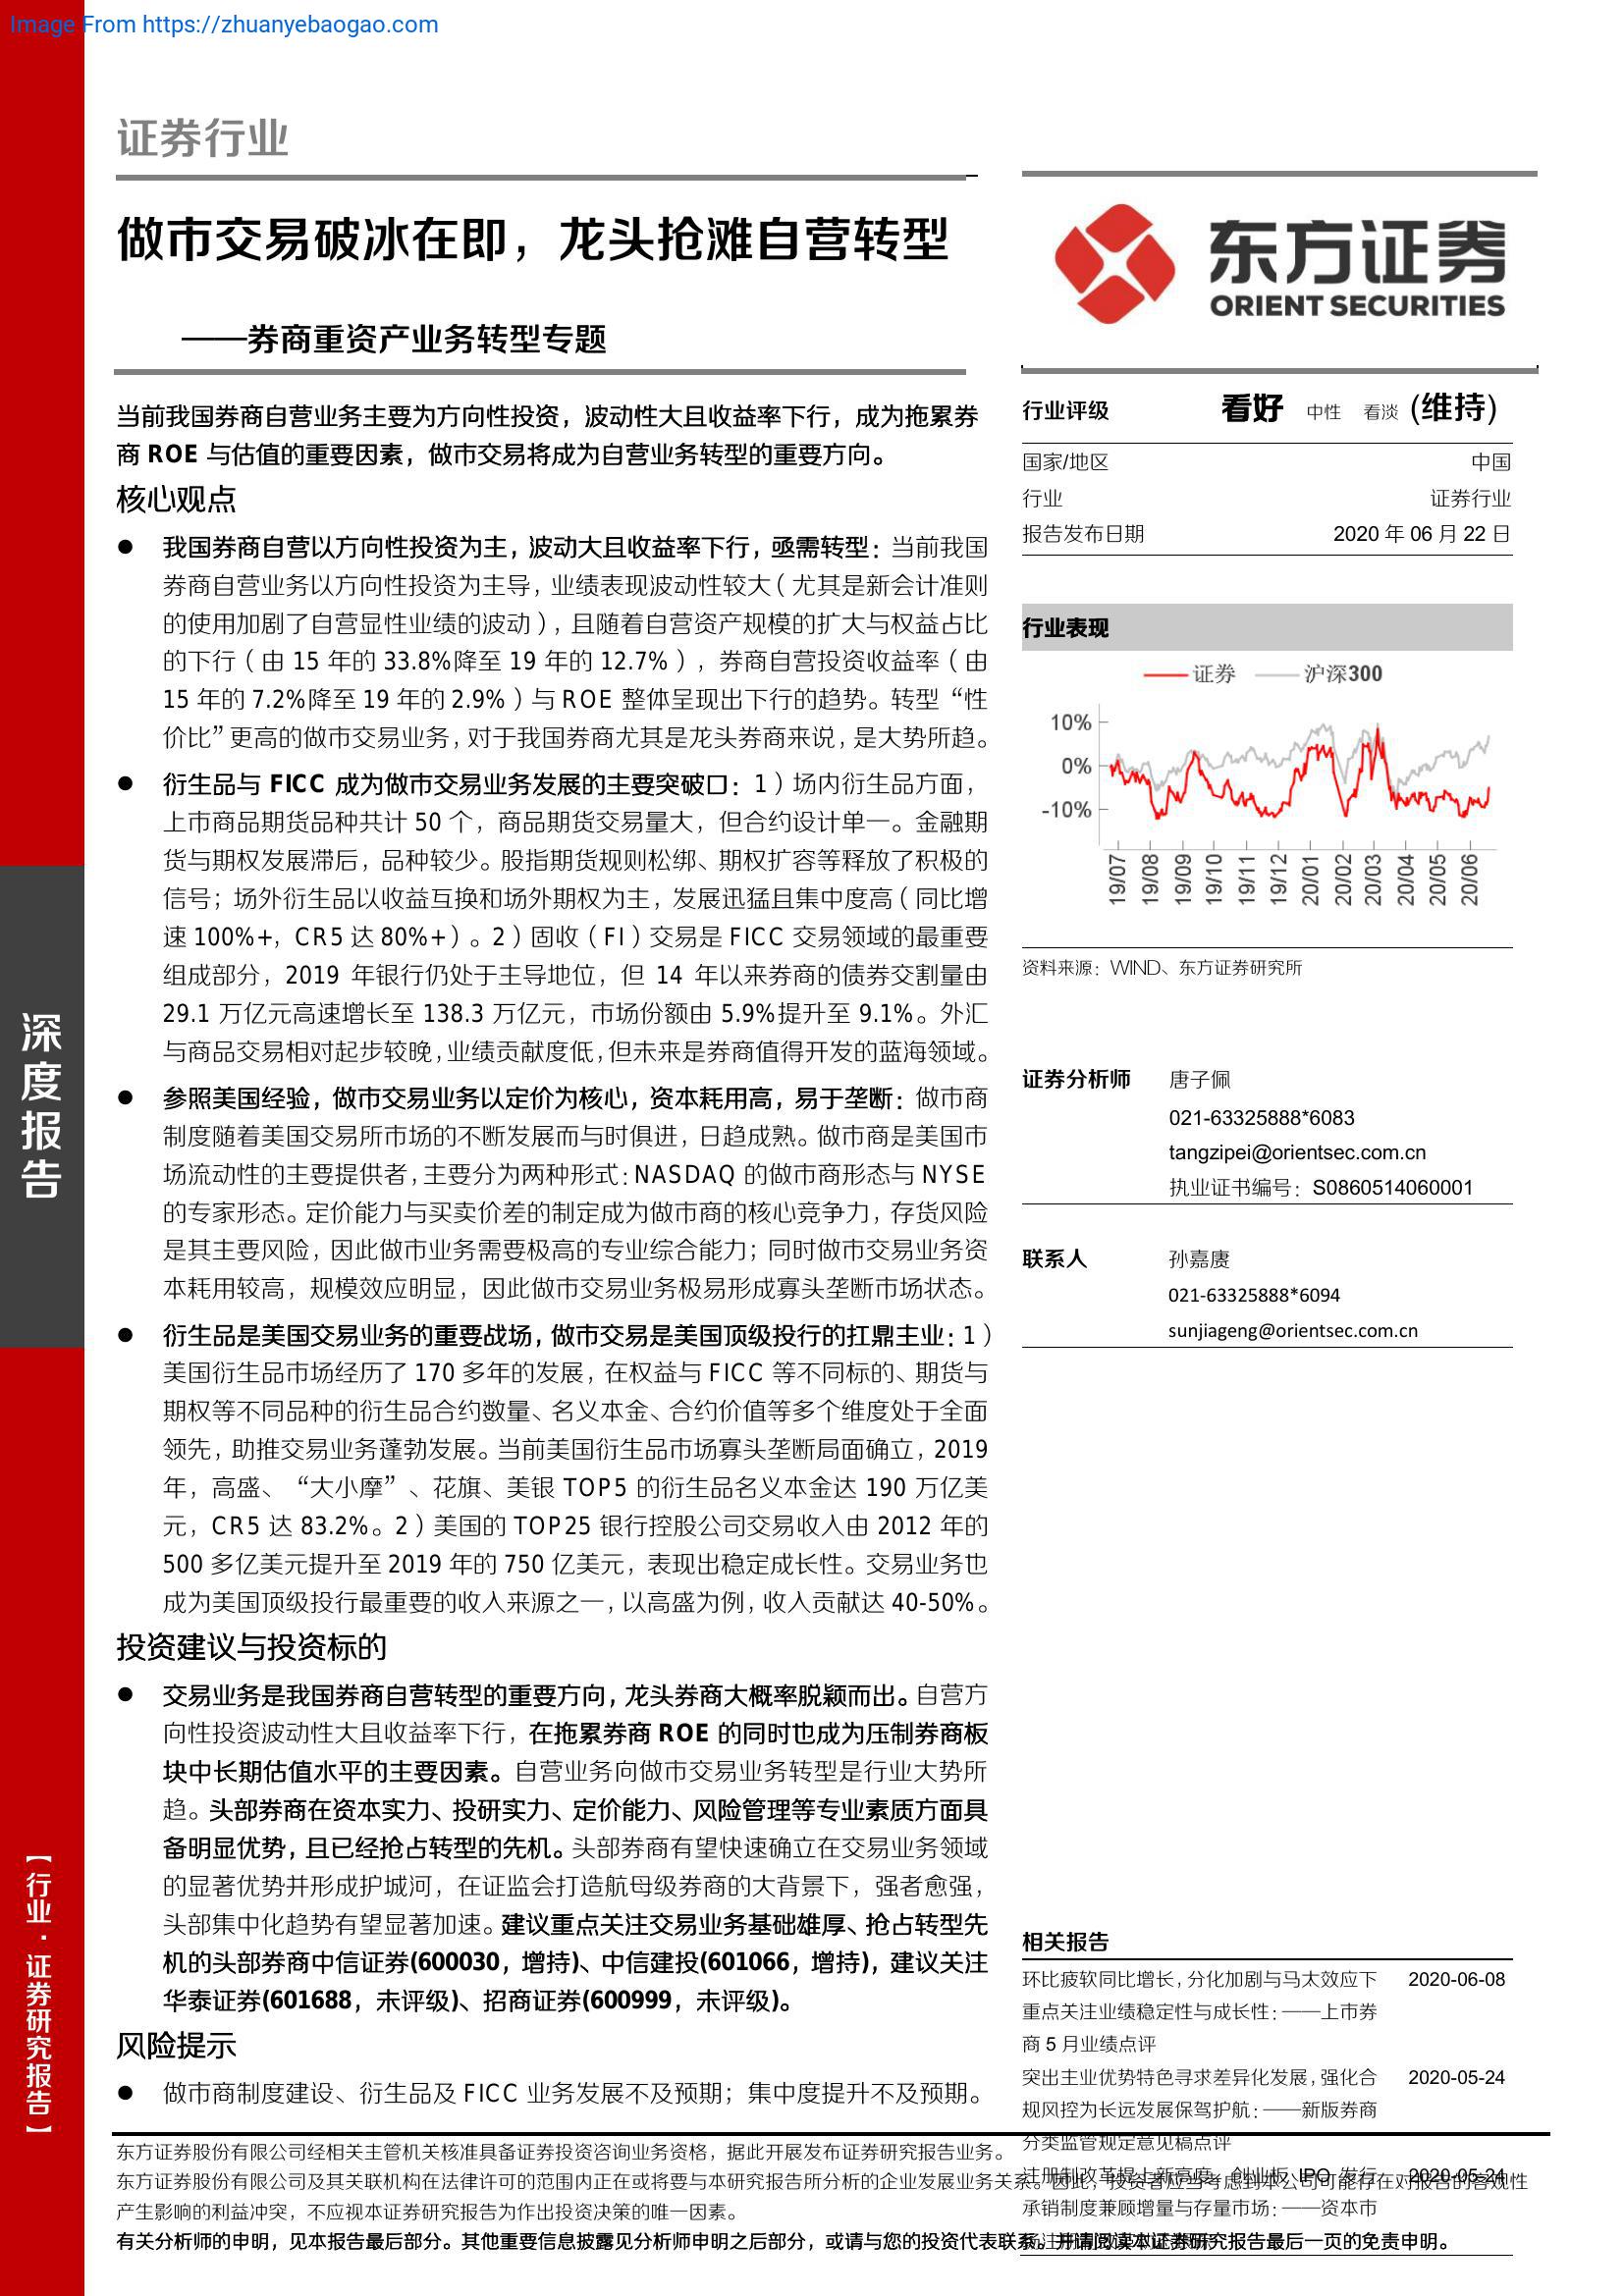 Image From https://zhuanyebaogao.com
证券行业
做市交易破冰在即，龙头抢滩自营转型
——券商重资产业务转型专题
当前我国券商自营业务主要为方向性投资，波动性大且收益率下行，成为拖累券
商 ROE 与估值的重要因素，做市交易将成为自营业务转型的重要方向。
核心观点
● 我国券商自营以方向性投资为主，波动大且收益率下行，亟需转型：当前我国
券商自营业务以方向性投资为主导，业绩表现波动性较大（尤其是新会计准则
的使用加剧了自营显性业绩的波动），且随着自营资产规模的扩大与权益占比
的下行（由 15 年的 33.8%降至 19 年的 12.7%），券商自营投资收益率（由
15 年的 7.2%降至 19 年的 2.9%）与 ROE 整体呈现出下行的趋势。转型“性
价比”更高的做市交易业务，对于我国券商尤其是龙头券商来说，是大势所趋。
● 衍生品与 FICC 成为做市交易业务发展的主要突破口：1）场内衍生品方面，
上市商品期货品种共计 50 个，商品期货交易量大，但合约设计单一。金融期
货与期权发展滞后，品种较少。股指期货规则松绑、期权扩容等释放了积极的
信号；场外衍生品以收益互换和场外期权为主，发展迅猛且集中度高（同比增
速 100%+，CR5 达 80%+）。2）固收（FI）交易是 FICC 交易领域的最重要
组成部分，2019 年银行仍处于主导地位，但 14 年以来券商的债券交割量由
29.1 万亿元高速增长至 138.3 万亿元，市场份额由 5.9%提升至 9.1%。外汇
与商品交易相对起步较晚，业绩贡献度低，但未来是券商值得开发的蓝海领域。
● 参照美国经验，做市交易业务以定价为核心，资本耗用高，易于垄断：做市商
制度随着美国交易所市场的不断发展而与时俱进，日趋成熟。做市商是美国市
场流动性的主要提供者，主要分为两种形式：NASDAQ 的做市商形态与 NYSE
的专家形态。定价能力与买卖价差的制定成为做市商的核心竞争力，存货风险
是其主要风险，因此做市业务需要极高的专业综合能力；同时做市交易业务资
本耗用较高，规模效应明显，因此做市交易业务极易形成寡头垄断市场状态。
● 衍生品是美国交易业务的重要战场，做市交易是美国顶级投行的扛鼎主业：1）
美国衍生品市场经历了 170 多年的发展，在权益与 FICC 等不同标的、期货与
期权等不同品种的衍生品合约数量、名义本金、合约价值等多个维度处于全面
领先，助推交易业务蓬勃发展。当前美国衍生品市场寡头垄断局面确立，2019
年，高盛、“大小摩”、花旗、美银 TOP5 的衍生品名义本金达 190 万亿美
元，CR5 达 83.2%。2）美国的 TOP25 银行控股公司交易收入由 2012 年的
500 多亿美元提升至 2019 年的 750 亿美元，表现出稳定成长性。交易业务也
成为美国顶级投行最重要的收入来源之一，以高盛为例，收入贡献达 40-50%。
投资建议与投资标的
● 交易业务是我国券商自营转型的重要方向，龙头券商大概率脱颖而出。自营方
向性投资波动性大且收益率下行，在拖累券商 ROE 的同时也成为压制券商板
块中长期估值水平的主要因素。自营业务向做市交易业务转型是行业大势所
趋。头部券商在资本实力、投研实力、定价能力、风险管理等专业素质方面具
备明显优势，且已经抢占转型的先机。头部券商有望快速确立在交易业务领域
的显著优势并形成护城河，在证监会打造航母级券商的大背景下，强者愈强，
头部集中化趋势有望显著加速。建议重点关注交易业务基础雄厚、抢占转型先
机的头部券商中信证券(600030，增持)、中信建投(601066，增持)，建议关注
华泰证券(601688，未评级)、招商证券(600999，未评级)。
风险提示
● 做市商制度建设、衍生品及 FICC 业务发展不及预期；集中度提升不及预期。
东方证券
ORIENT SECURITIES
行业评级 看好 中性 看淡 (维持)
国家/地区 中国
行业 证券行业
报告发布日期 2020 年 06 月 22 日
行业表现
证券 沪深300
10%
0%
-10%
19/07 19/08 19/09 19/10 19/11 19/12 20/01 20/02 20/03 20/04 20/05 20/06
资料来源：WIND、东方证券研究所
证券分析师 唐子佩
021-63325888*6083
tangzipei@orientsec.com.cn
执业证书编号：S0860514060001
联系人 孙嘉赓
021-63325888*6094
sunjiageng@orientsec.com.cn
相关报告
环比疲软同比增长，分化加剧与马太效应下 2020-06-08
重点关注业绩稳定性与成长性：——上市券
商 5 月业绩点评
突出主业优势特色寻求差异化发展，强化合 2020-05-24
规风控为长远发展保驾护航：——新版券商
分类监管规定意见稿点评
注册制改革提上新高度，创业板 IPO 发行 2020-05-24
承销制度兼顾增量与存量市场：——资本市
深度报告
【行业·证券研究报告】
东方证券股份有限公司经相关主管机关核准具备证券投资咨询业务资格，据此开展发布证券研究报告业务。
东方证券股份有限公司及其关联机构在法律许可的范围内正在或将要与本研究报告所分析的企业发展业务关系。因此，投资者应当考虑到本公司可能存在对报告的客观性
产生影响的利益冲突，不应视本证券研究报告为作出投资决策的唯一因素。
有关分析师的申明，见本报告最后部分。其他重要信息披露见分析师申明之后部分，或请与您的投资代表联系。并请阅读本证券研究报告最后一页的免责申明。